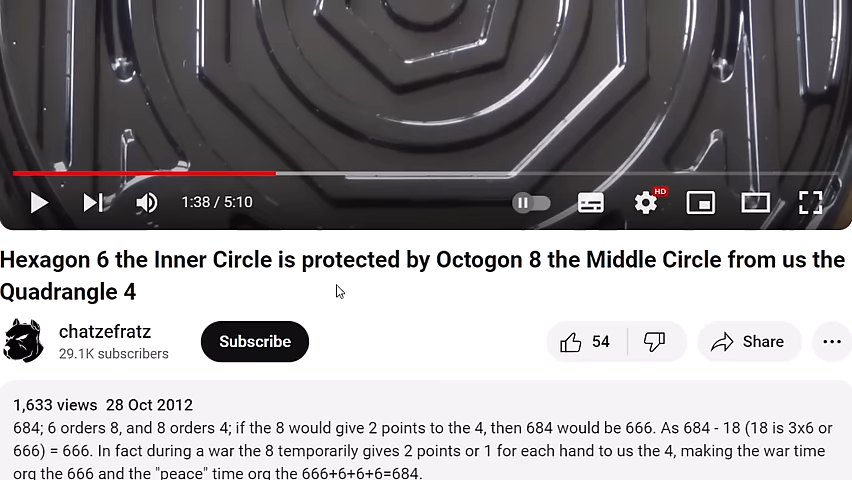 1:38 / 5:10
HD
Hexagon 6 the Inner Circle is protected by Octogon 8 the Middle Circle from us the
Quadrangle 4
chatzefratz
29.1K subscribers
Subscribe
54
Share
1,633 views 28 Oct 2012
684; 6 orders 8, and 8 orders 4; if the 8 would give 2 points to the 4, then 684 would be 666. As 684 - 18 (18 is 3x6 or
666) = 666. In fact during a war the 8 temporarily gives 2 points or 1 for each hand to us the 4, making the war time
org the 666 and the "peace" time org the 666+6+6+6=684.